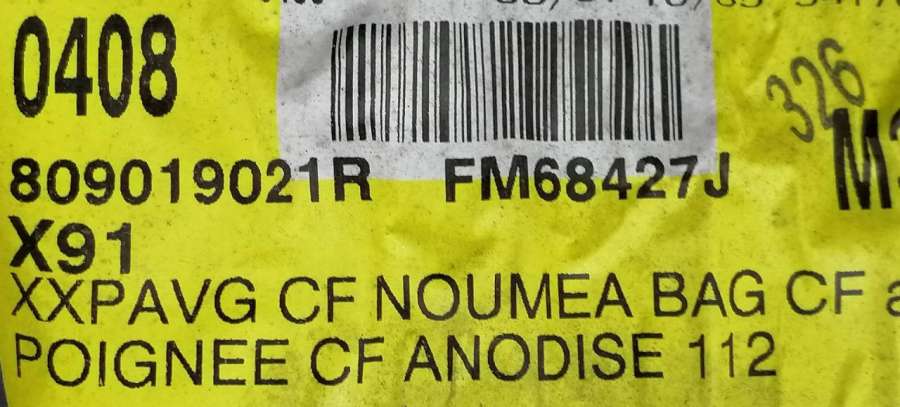 0408
326
809019021R FM68427J
X91
XXPAVG CF NOUMEA BAG CF
POIGNEE CF ANODISE 112